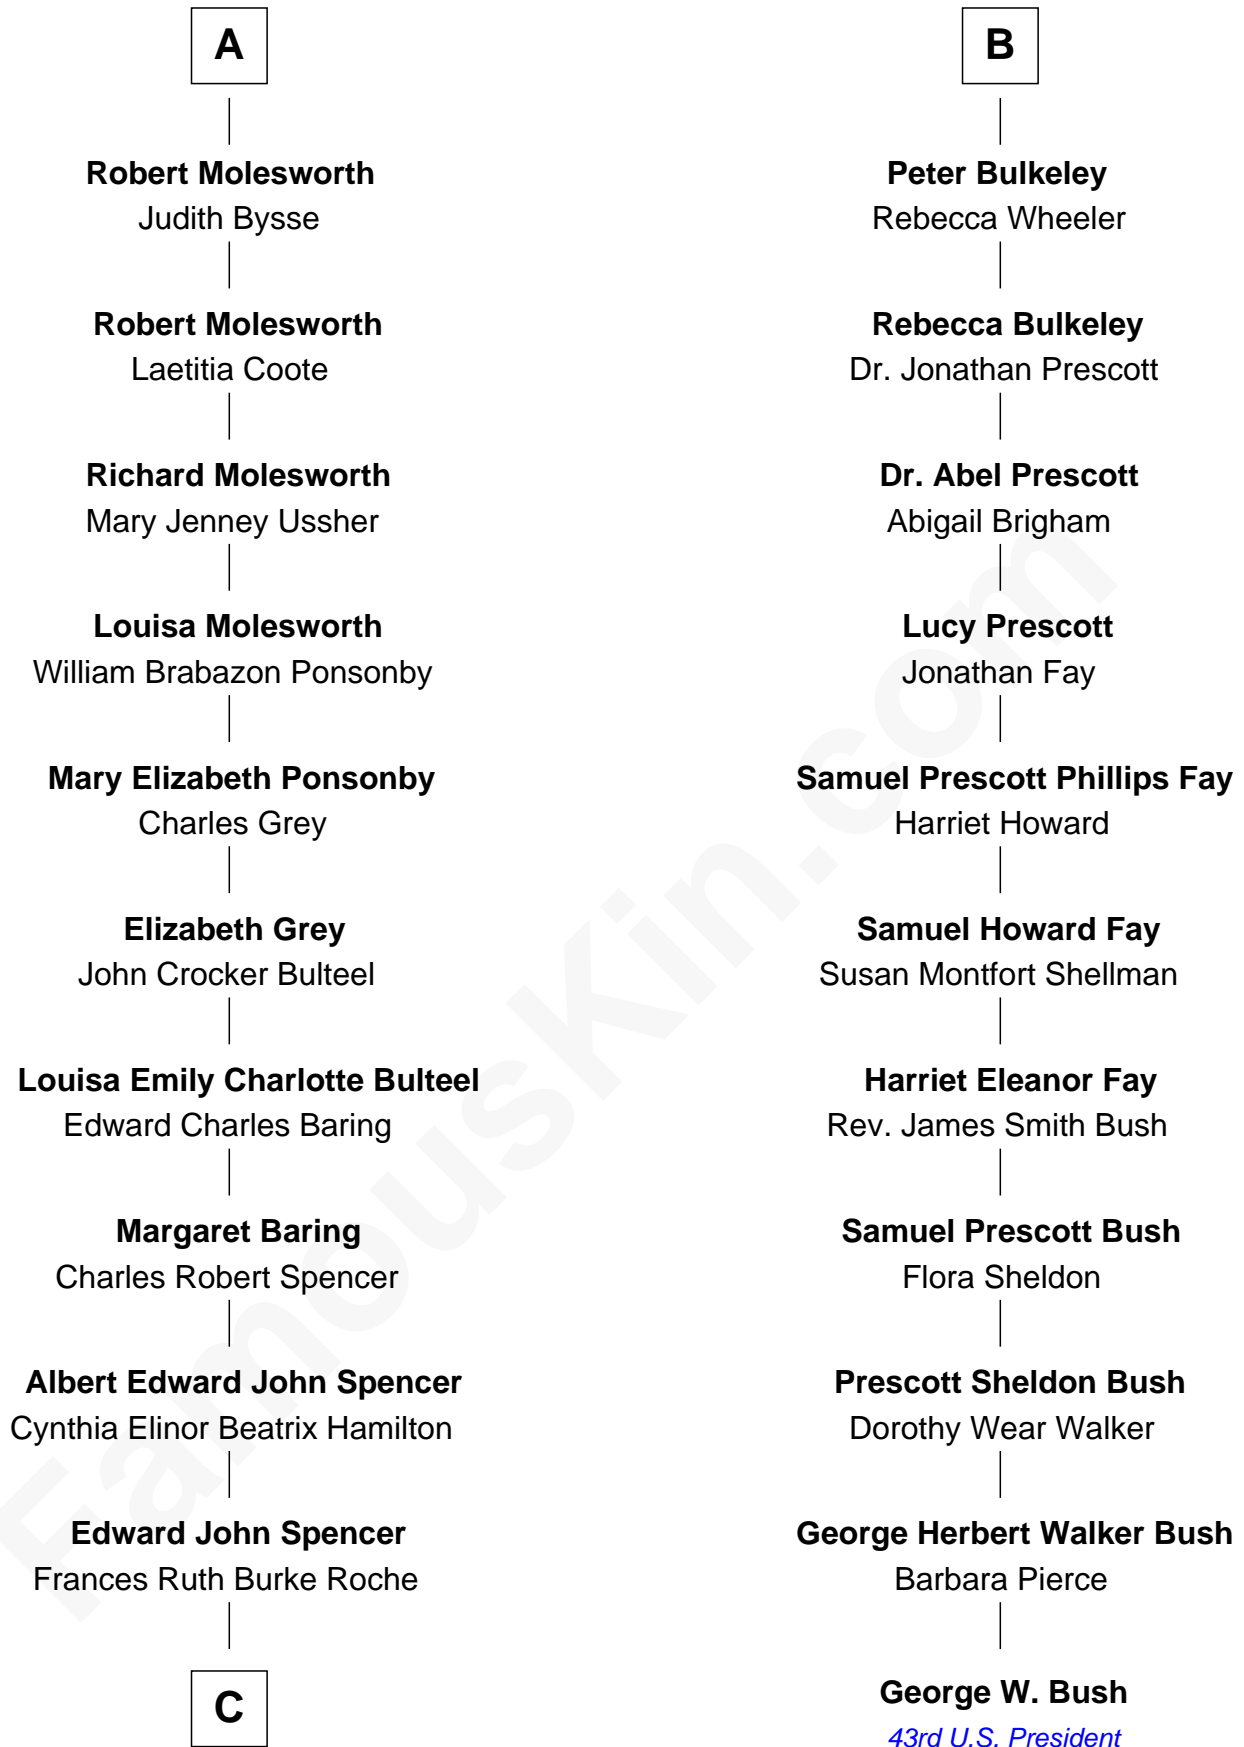 A
Robert Molesworth
Judith Bysse
Robert Molesworth
Laetitia Coote
Richard Molesworth
Mary Jenney Ussher
Louisa Molesworth
William Brabazon Ponsonby
Mary Elizabeth Ponsonby
Charles Grey
Elizabeth Grey
John Crocker Bulteel
Louisa Emily Charlotte Bulteel
Edward Charles Baring
Margaret Baring
Charles Robert Spencer
Albert Edward John Spencer
Cynthia Elinor Beatrix Hamilton
Edward John Spencer
Frances Ruth Burke Roche
C
B
Peter Bulkeley
Rebecca Wheeler
Rebecca Bulkeley
Dr. Jonathan Prescott
Dr. Abel Prescott
Abigail Brigham
Lucy Prescott
Jonathan Fay
Samuel Prescott Phillips Fay
Harriet Howard
Samuel Howard Fay
Susan Montfort Shellman
Harriet Eleanor Fay
Rev. James Smith Bush
Samuel Prescott Bush
Flora Sheldon
Prescott Sheldon Bush
Dorothy Wear Walker
George Herbert Walker Bush
Barbara Pierce
George W. Bush
43rd U.S. President
FamousKin.com